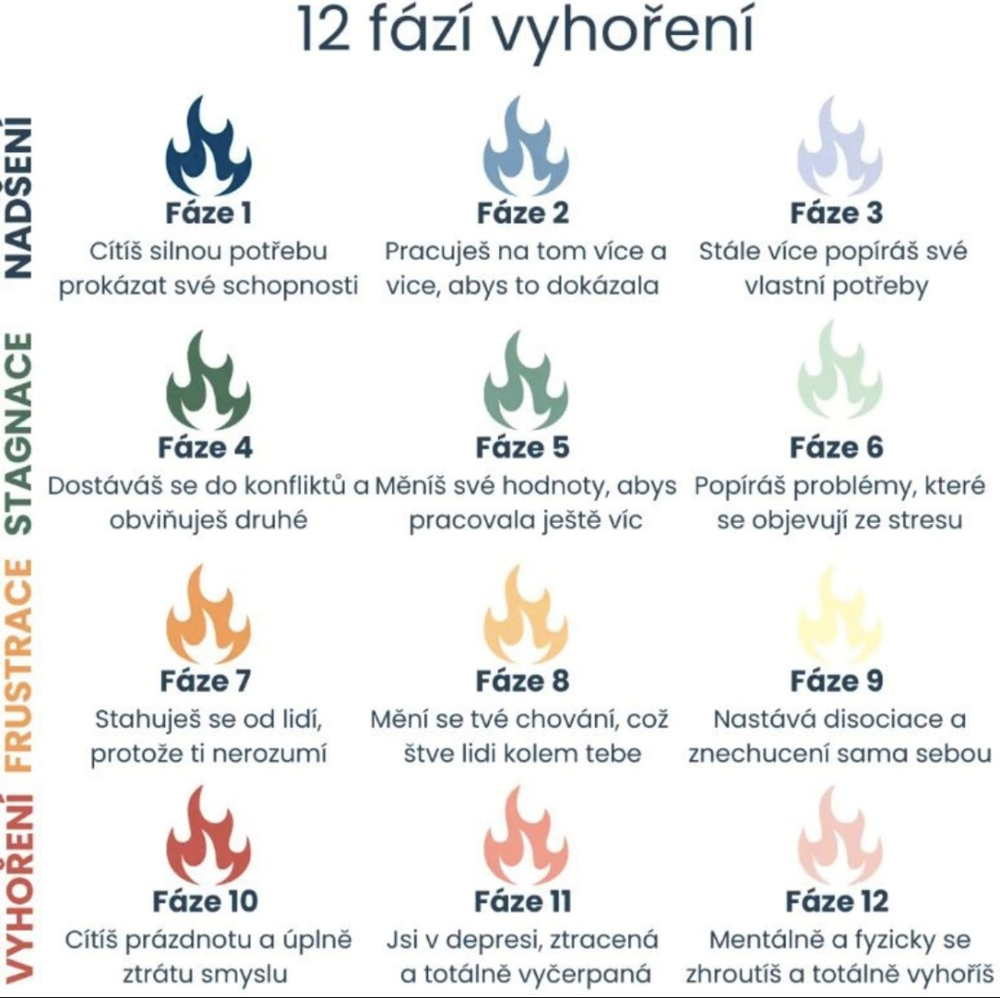 12 fází vyhoření
NADŠENÍ
Fáze 1
Cítíš silnou potřebu
prokázat své schopnosti
Fáze 2
Pracuješ na tom více a
vice, abys to dokázala
Fáze 3
Stále více popíráš své
vlastní potřeby
STAGNACE
Fáze 4
Dostáváš se do konfliktů a
obviňuješ druhé
Fáze 5
Měníš své hodnoty, abys
pracovala ještě víc
Fáze 6
Popíráš problémy, které
se objevují ze stresu
FRUSTRACE
Fáze 7
Stahuješ se od lidí,
protože ti nerozumí
Fáze 8
Mění se tvé chování, což
štve lidi kolem tebe
Fáze 9
Nastává disociace a
znechucení sama sebou
VYHOŘENÍ
Fáze 10
Cítíš prázdnotu a úplně
ztrátu smyslu
Fáze 11
Jsi v depresi, ztracená
a totálně vyčerpaná
Fáze 12
Mentálně a fyzicky se
zhroutíš a totálně vyhoříš